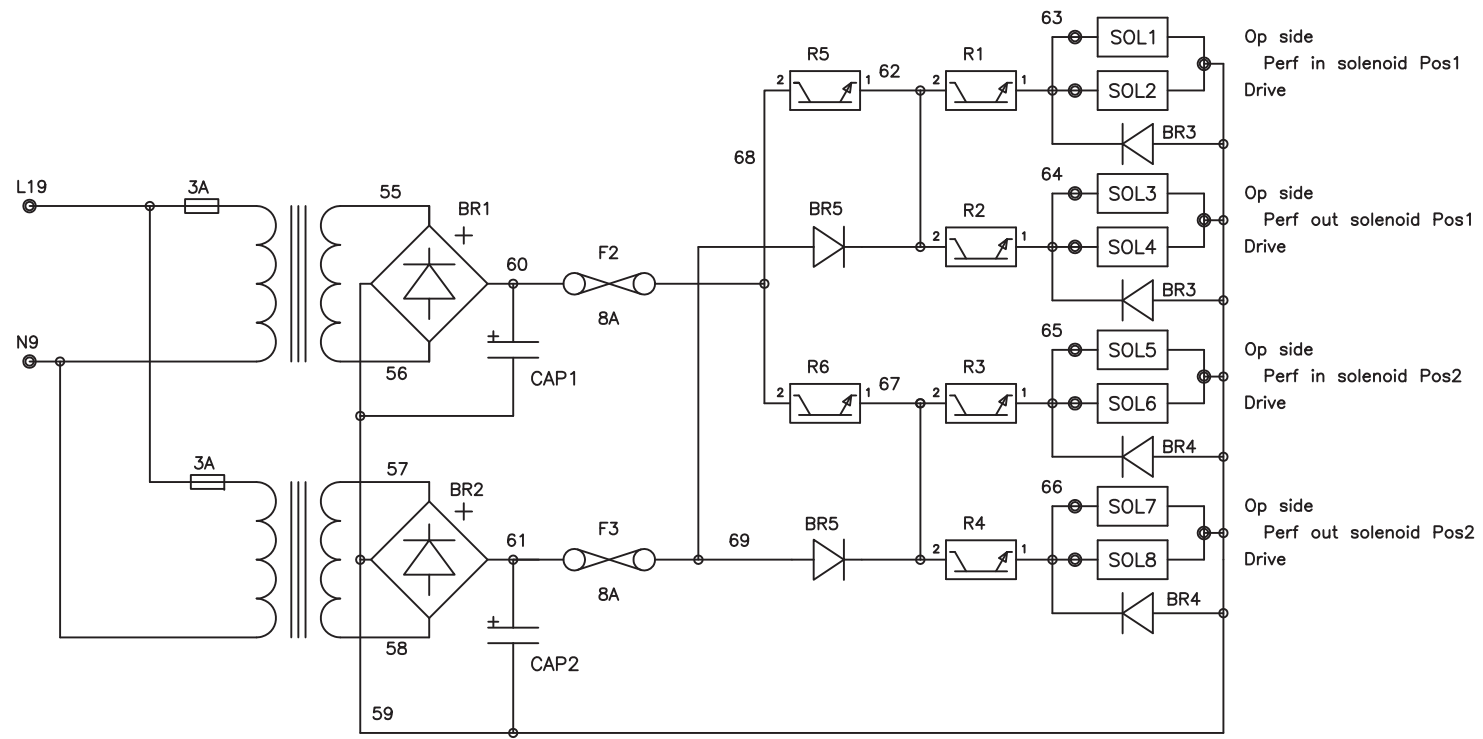 63
SOL1
Op side
R5
R1
Perf in solenoid Pos1
2
1
62
2
1
SOL2
Drive
BR3
68
L19
3A
55
64
SOL3
Op side
BR1
+
BR5
R2
Perf out solenoid Pos1
2
1
SOL4
Drive
60
F2
BR3
8A
+
65
SOL5
Op side
N9
56
CAP1
R6
R3
Perf in solenoid Pos2
2
1
67
2
1
SOL6
Drive
BR4
3A
57
66
SOL7
Op side
BR2
+
61
F3
69
BR5
R4
Perf out solenoid Pos2
2
1
SOL8
Drive
8A
BR4
+
58
CAP2
59